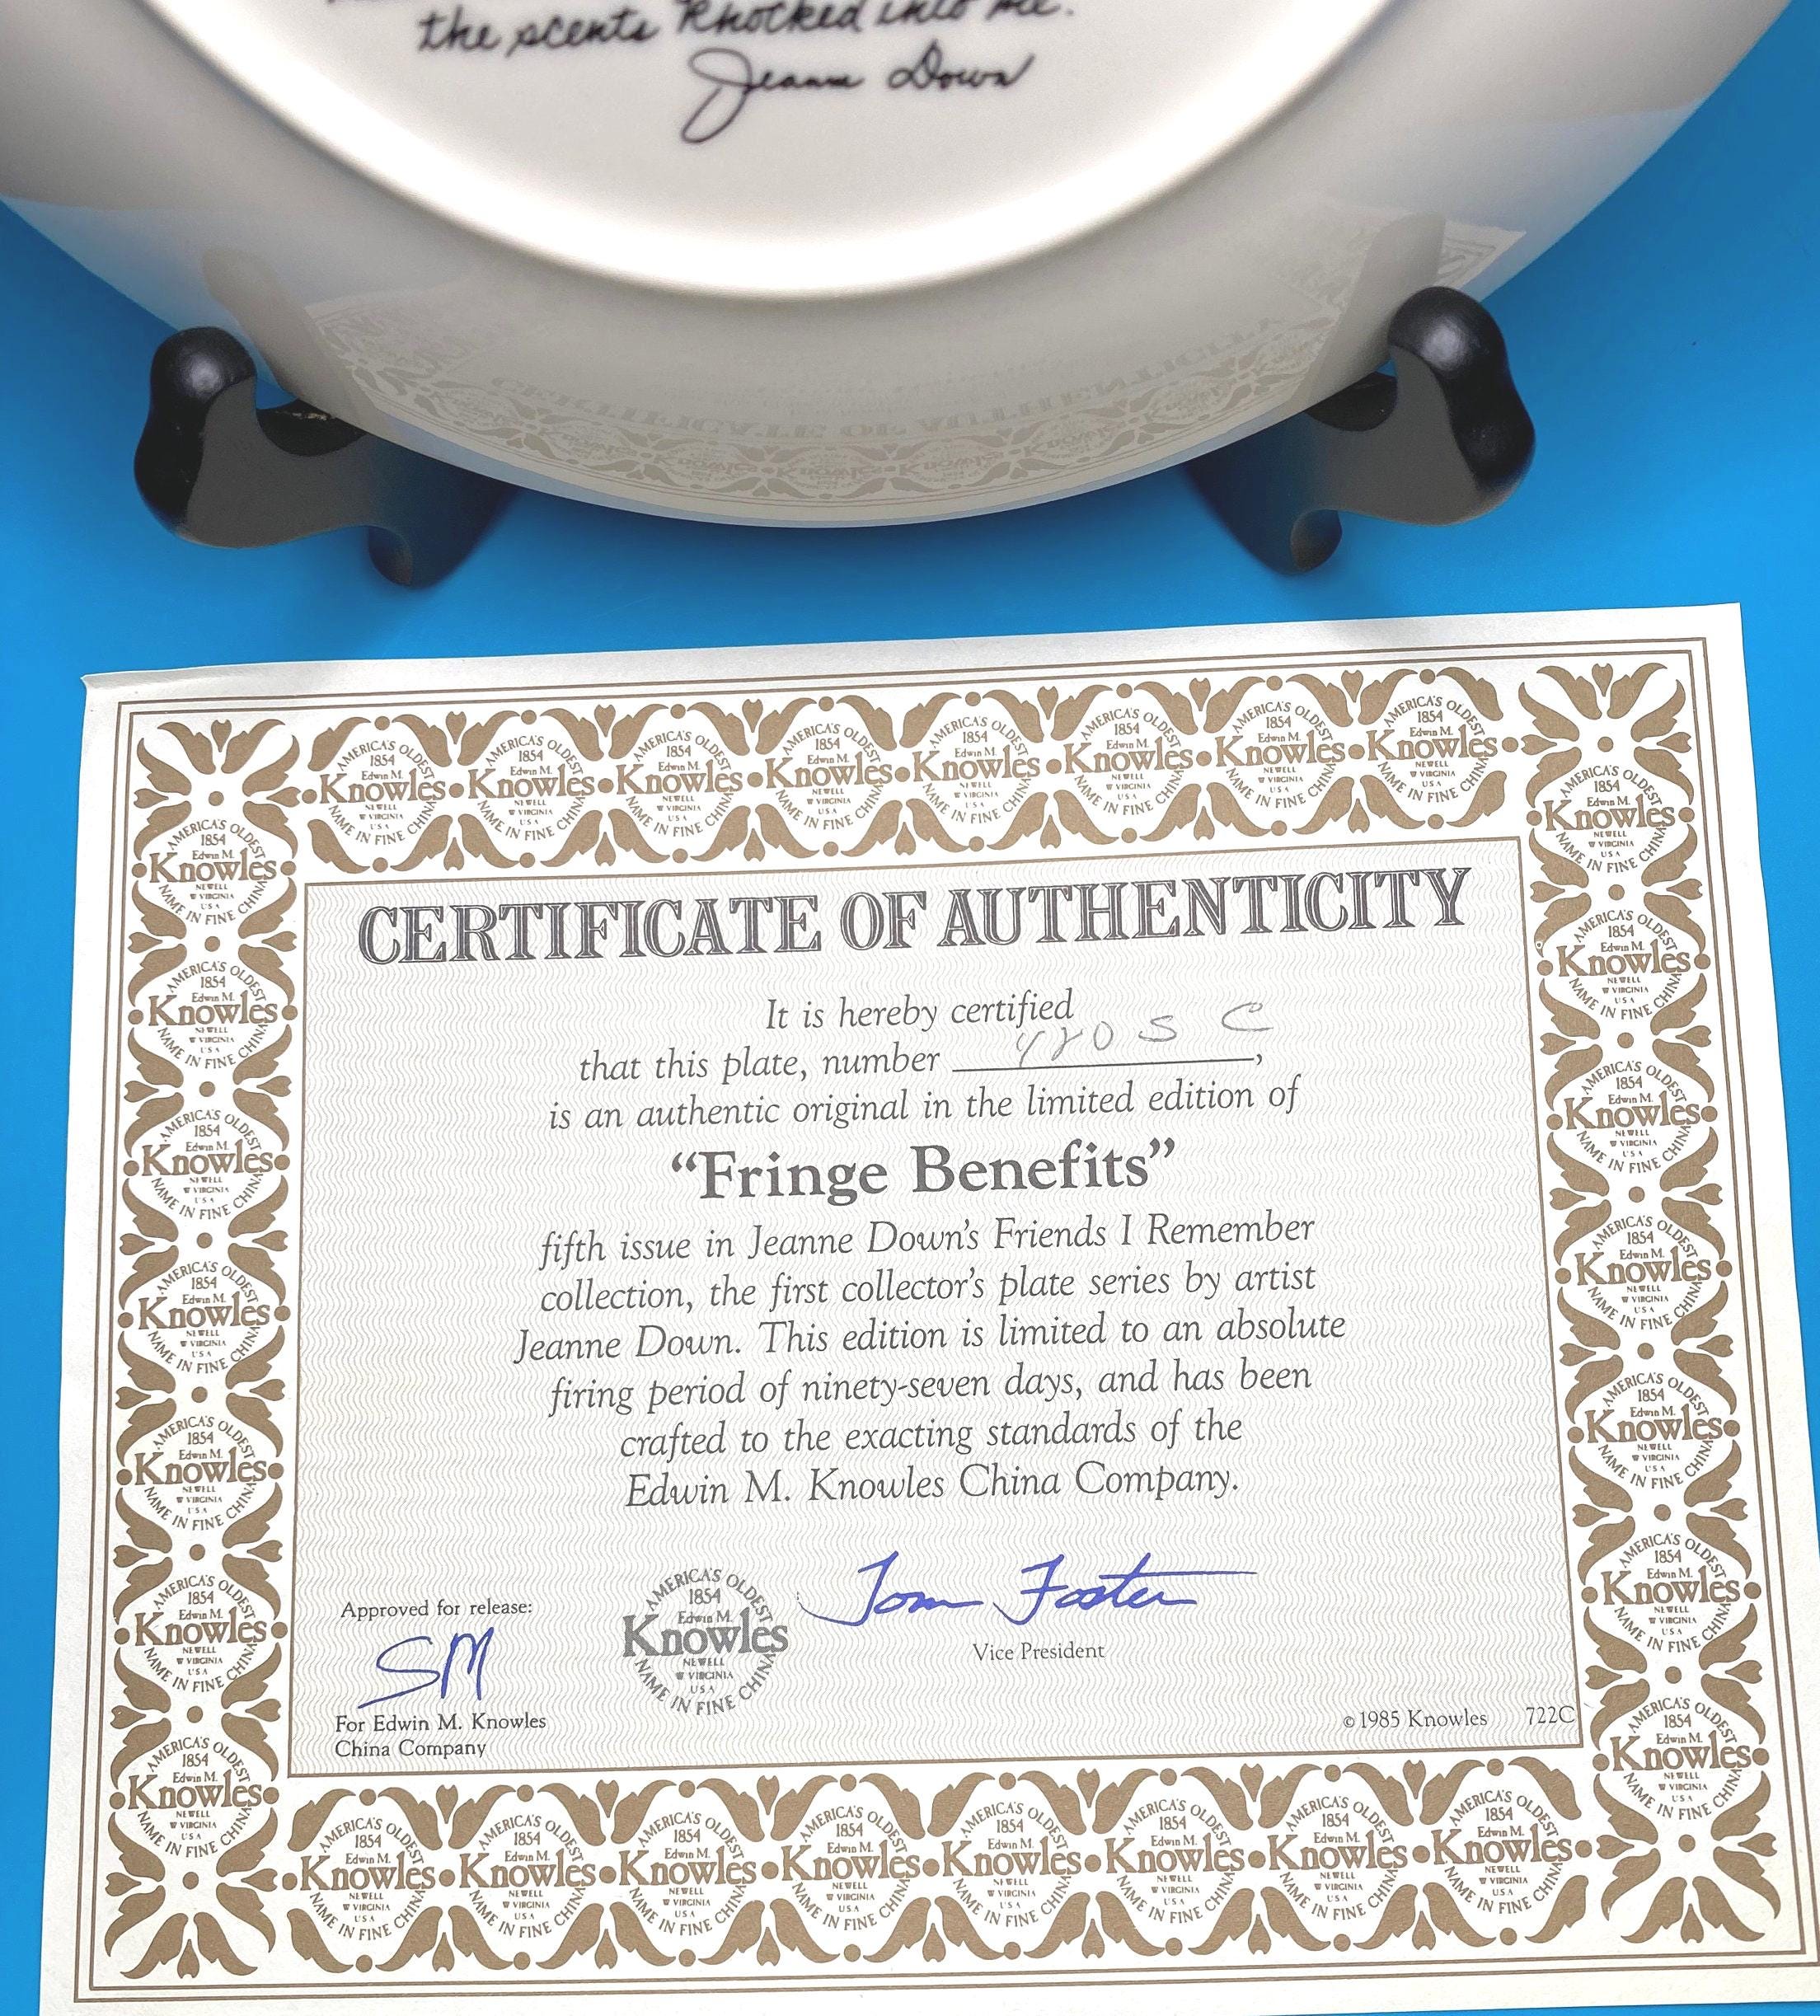 the scents knocked into me.
Jeanne Down
CERTIFICATE OF AUTHENTICITY
It is hereby certified
that this plate, number 4205 C,
is an authentic original in the limited edition of
“Fringe Benefits”
fifth issue in Jeanne Down's Friends I Remember
collection, the first collector's plate series by artist
Jeanne Down. This edition is limited to an absolute
firing period of ninety-seven days, and has been
crafted to the exacting standards of the
Edwin M. Knowles China Company.
Approved for release:
SM
For Edwin M. Knowles
China Company
AMERICA'S OLDEST
1854
Edwin M.
Knowles
NEWELL
W VIRGINIA
USA
NAME IN FINE CHINA
Tom Foster
Vice President
© 1985 Knowles 722C